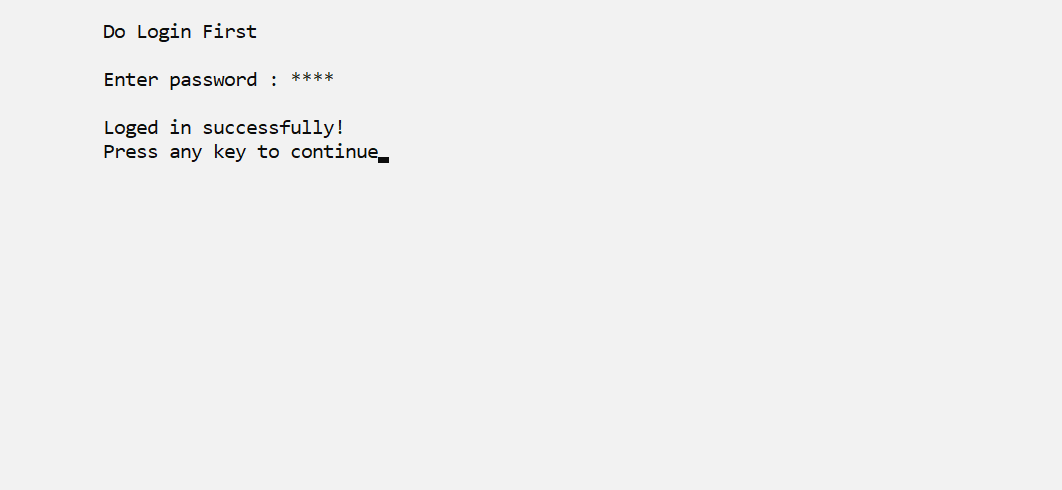 Do Login First
Enter password : ****
Loged in successfully!
Press any key to continue